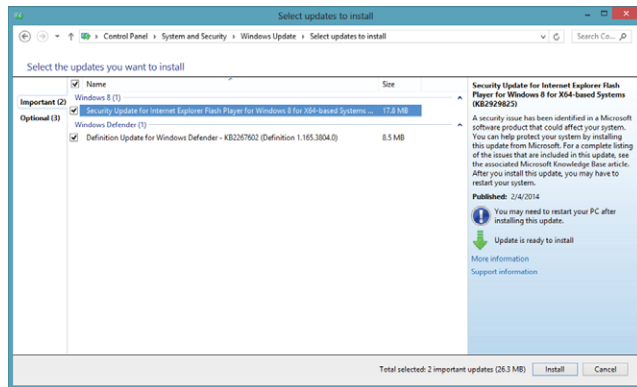 Select updates to install
Control Panel › System and Security › Windows Update › Select updates to install
Search Co...
Select the updates you want to install
Name Size
Important (2)
Optional (3)
Windows 8 (1)
Security Update for Internet Explorer Flash Player for Windows 8 for X64-based Systems ... 17.8 MB
Windows Defender (1)
Definition Update for Windows Defender - KB2267602 (Definition 1.165.3804.0) 8.5 MB
Security Update for Internet Explorer Flash
Player for Windows 8 for X64-based Systems
(KB2929825)
A security issue has been identified in a Microsoft
software product that could affect your system.
You can help protect your system by installing
this update from Microsoft. For a complete listing
of the issues that are included in this update, see
the associated Microsoft Knowledge Base article.
After you install this update, you may have to
restart your system.
Published: 2/4/2014
You may need to restart your PC after
installing this update.
Update is ready to install
More information
Support information
Total selected: 2 important updates (26.3 MB)
Install
Cancel